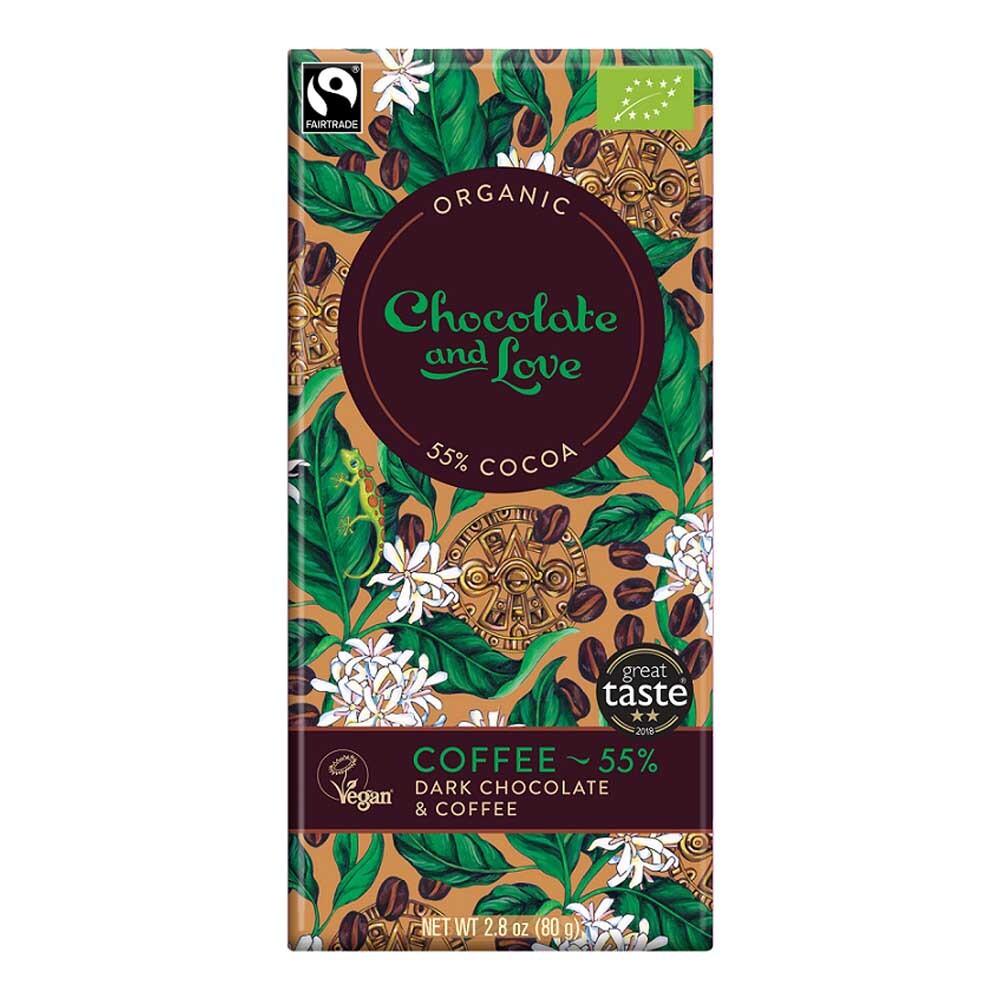 FAIRTRADE
ORGANIC
Chocolate
and Love
55% COCOA
great
taste
2018
COFFEE ~ 55%
DARK CHOCOLATE
& COFFEE
Vegan
NET WT 2.8 oz (80 g)